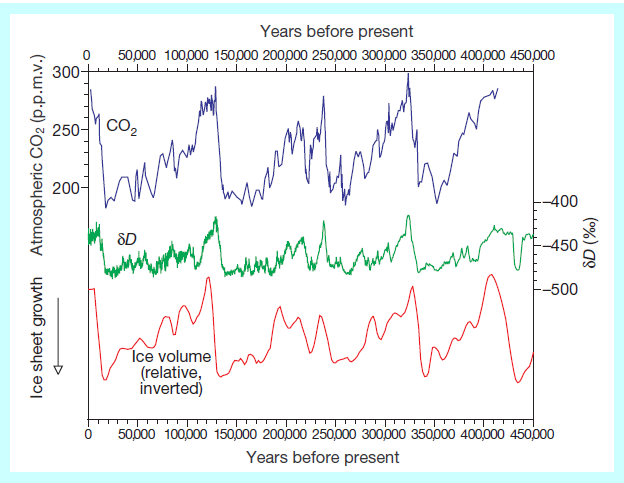 Years before present
0 50,000 100,000 150,000 200,000 250,000 300,000 350,000 400,000 450,000
Atmospheric CO2 (p.p.m.v.)
300
250
200
CO2
δD
-400
-450
-500
δD (‰)
Ice sheet growth
Ice volume
(relative,
inverted)
0 50,000 100,000 150,000 200,000 250,000 300,000 350,000 400,000 450,000
Years before present